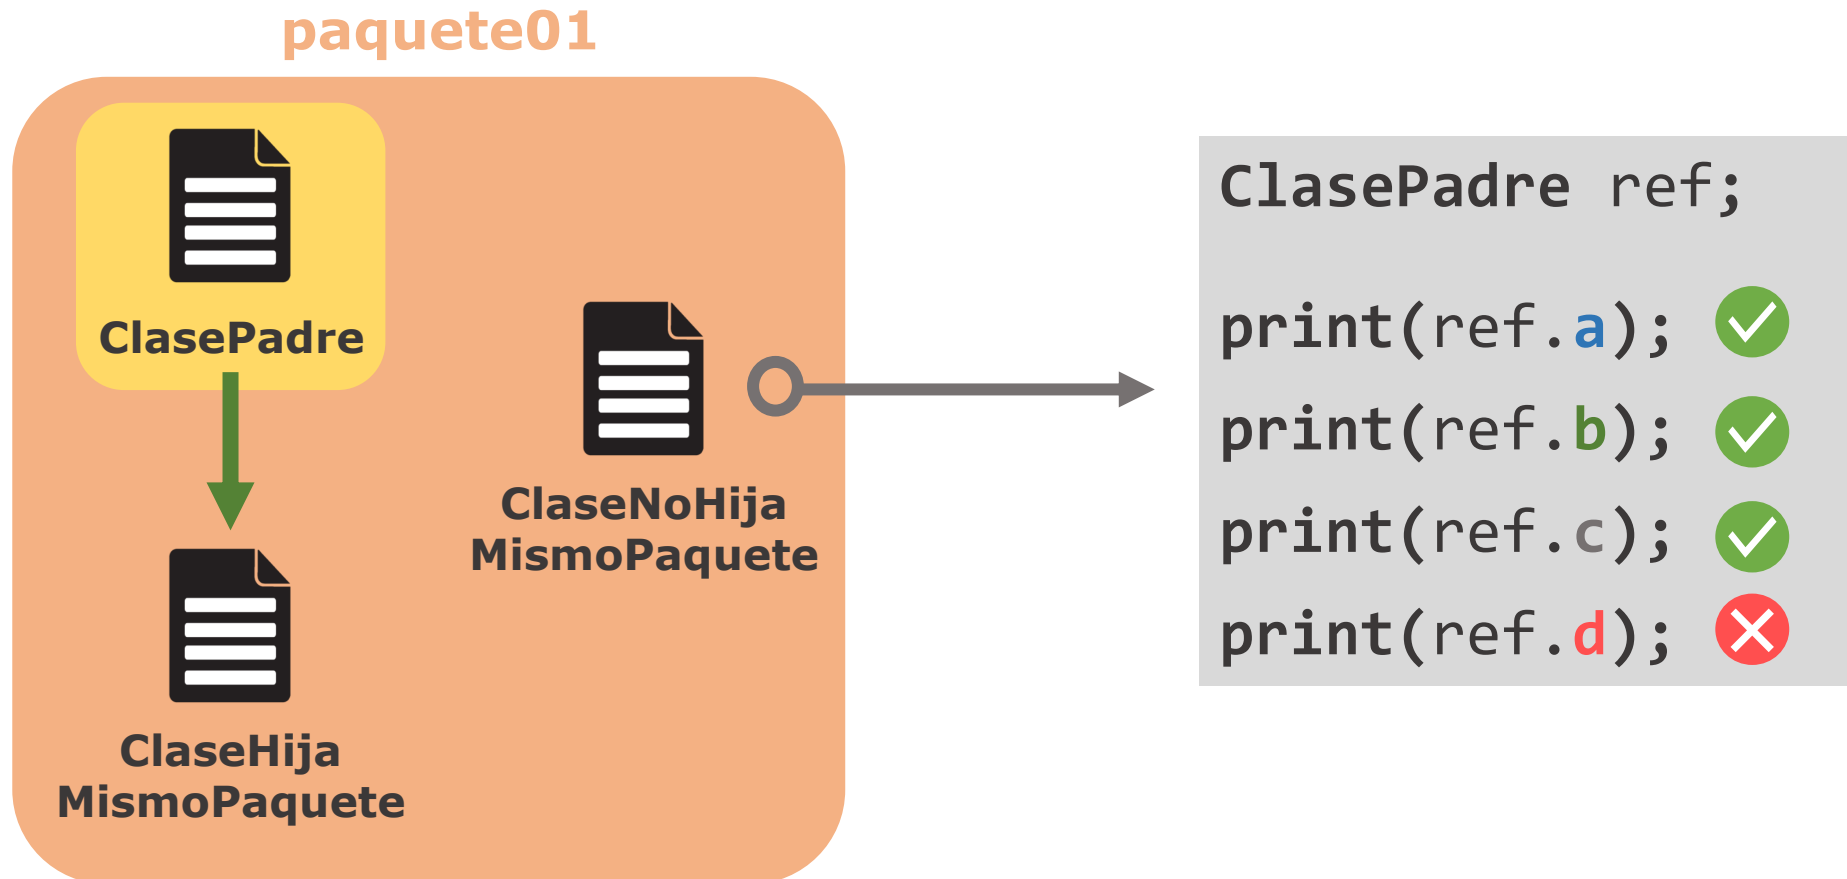 paquete01
ClasePadre
ClaseNoHija
MismoPaquete
ClaseHija
MismoPaquete
ClasePadre ref;
print(ref.a);
print(ref.b);
print(ref.c);
print(ref.d);